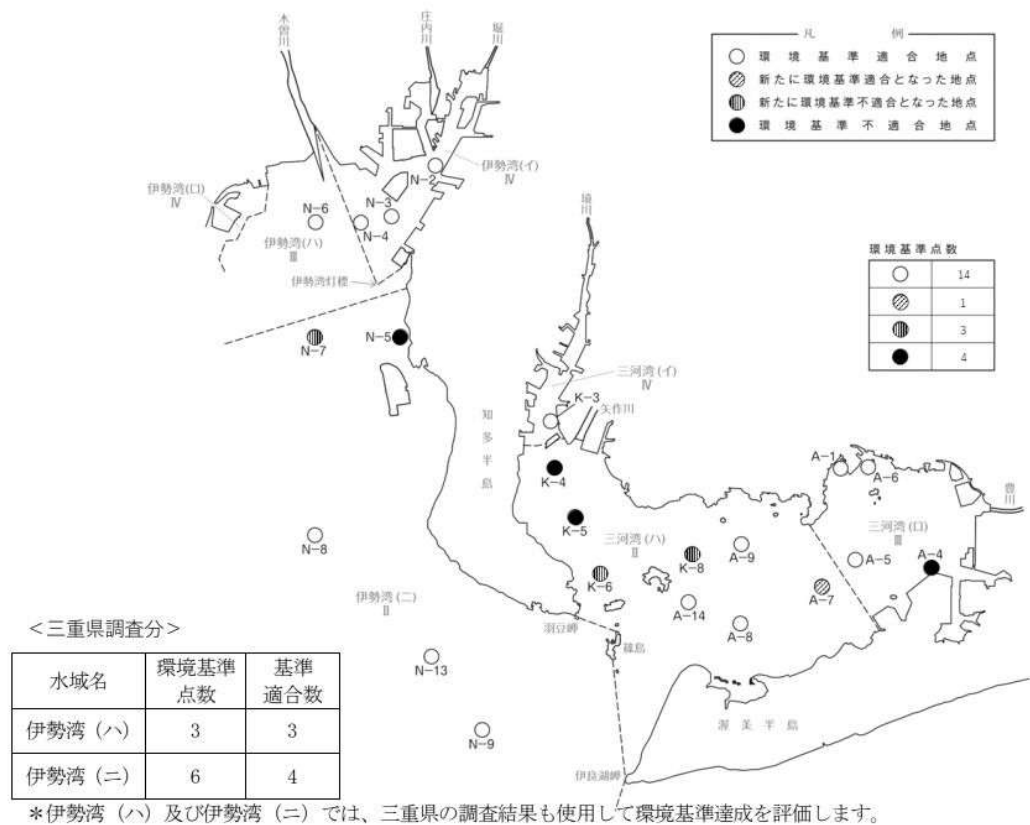 木曽川
庄内川
堀川
凡 例
環境基準適合地点
新たに環境基準適合となった地点
新たに環境基準不適合となった地点
環境基準不適合地点
伊勢湾(イ)
Ⅳ
N-2
伊勢湾(ロ)
Ⅳ
N-6
N-3
N-4
伊勢湾(ハ)
Ⅲ
伊勢湾灯標
境川
環境基準点数
14
1
3
4
N-7
N-5
三河湾(イ)
Ⅳ
K-3
矢作川
知多半島
K-4
A-1
A-6
豊川
K-5
三河湾(ハ)
Ⅱ
三河湾(ロ)
Ⅲ
N-8
K-8
A-9
A-5
A-4
K-6
A-7
伊勢湾(ニ)
Ⅱ
A-14
A-8
羽豆岬
篠島
N-13
N-9
渥美半島
伊良湖岬
<三重県調査分>
水域名 環境基準点数 基準適合数
伊勢湾(ハ) 3 3
伊勢湾(ニ) 6 4
*伊勢湾(ハ)及び伊勢湾(ニ)では、三重県の調査結果も使用して環境基準達成を評価します。